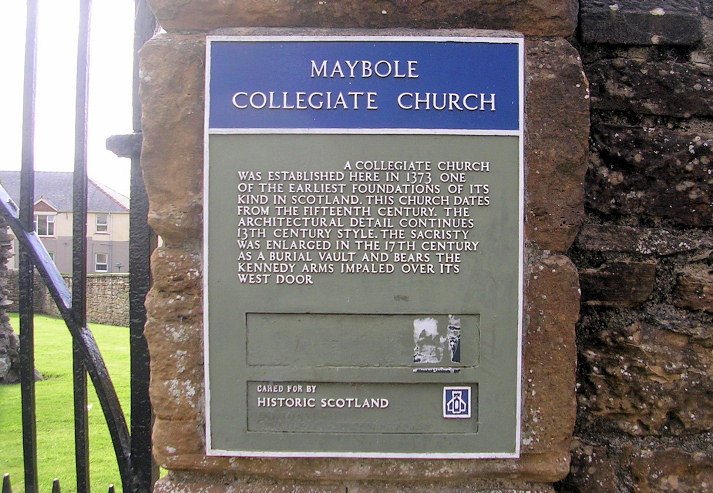 MAYBOLE
COLLEGIATE CHURCH
A COLLEGIATE CHURCH
WAS ESTABLISHED HERE IN 1373 ONE
OF THE EARLIEST FOUNDATIONS OF ITS
KIND IN SCOTLAND. THIS CHURCH DATES
FROM THE FIFTEENTH CENTURY. THE
ARCHITECTURAL DETAIL CONTINUES
13TH CENTURY STYLE. THE SACRISTY
WAS ENLARGED IN THE 17TH CENTURY
AS A BURIAL VAULT AND BEARS THE
KENNEDY ARMS IMPALED OVER ITS
WEST DOOR
CARED FOR BY
HISTORIC SCOTLAND